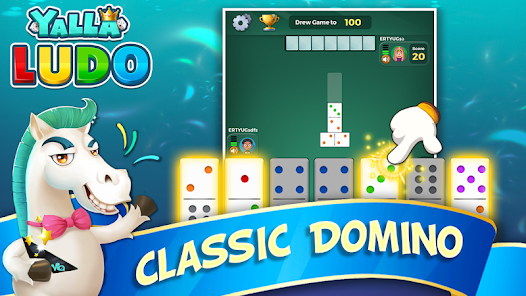 YALLA
LUDO
Drew Game to 100
ERTYUGss
Score
20
ERTYUGsdfs
CLASSIC DOMINO